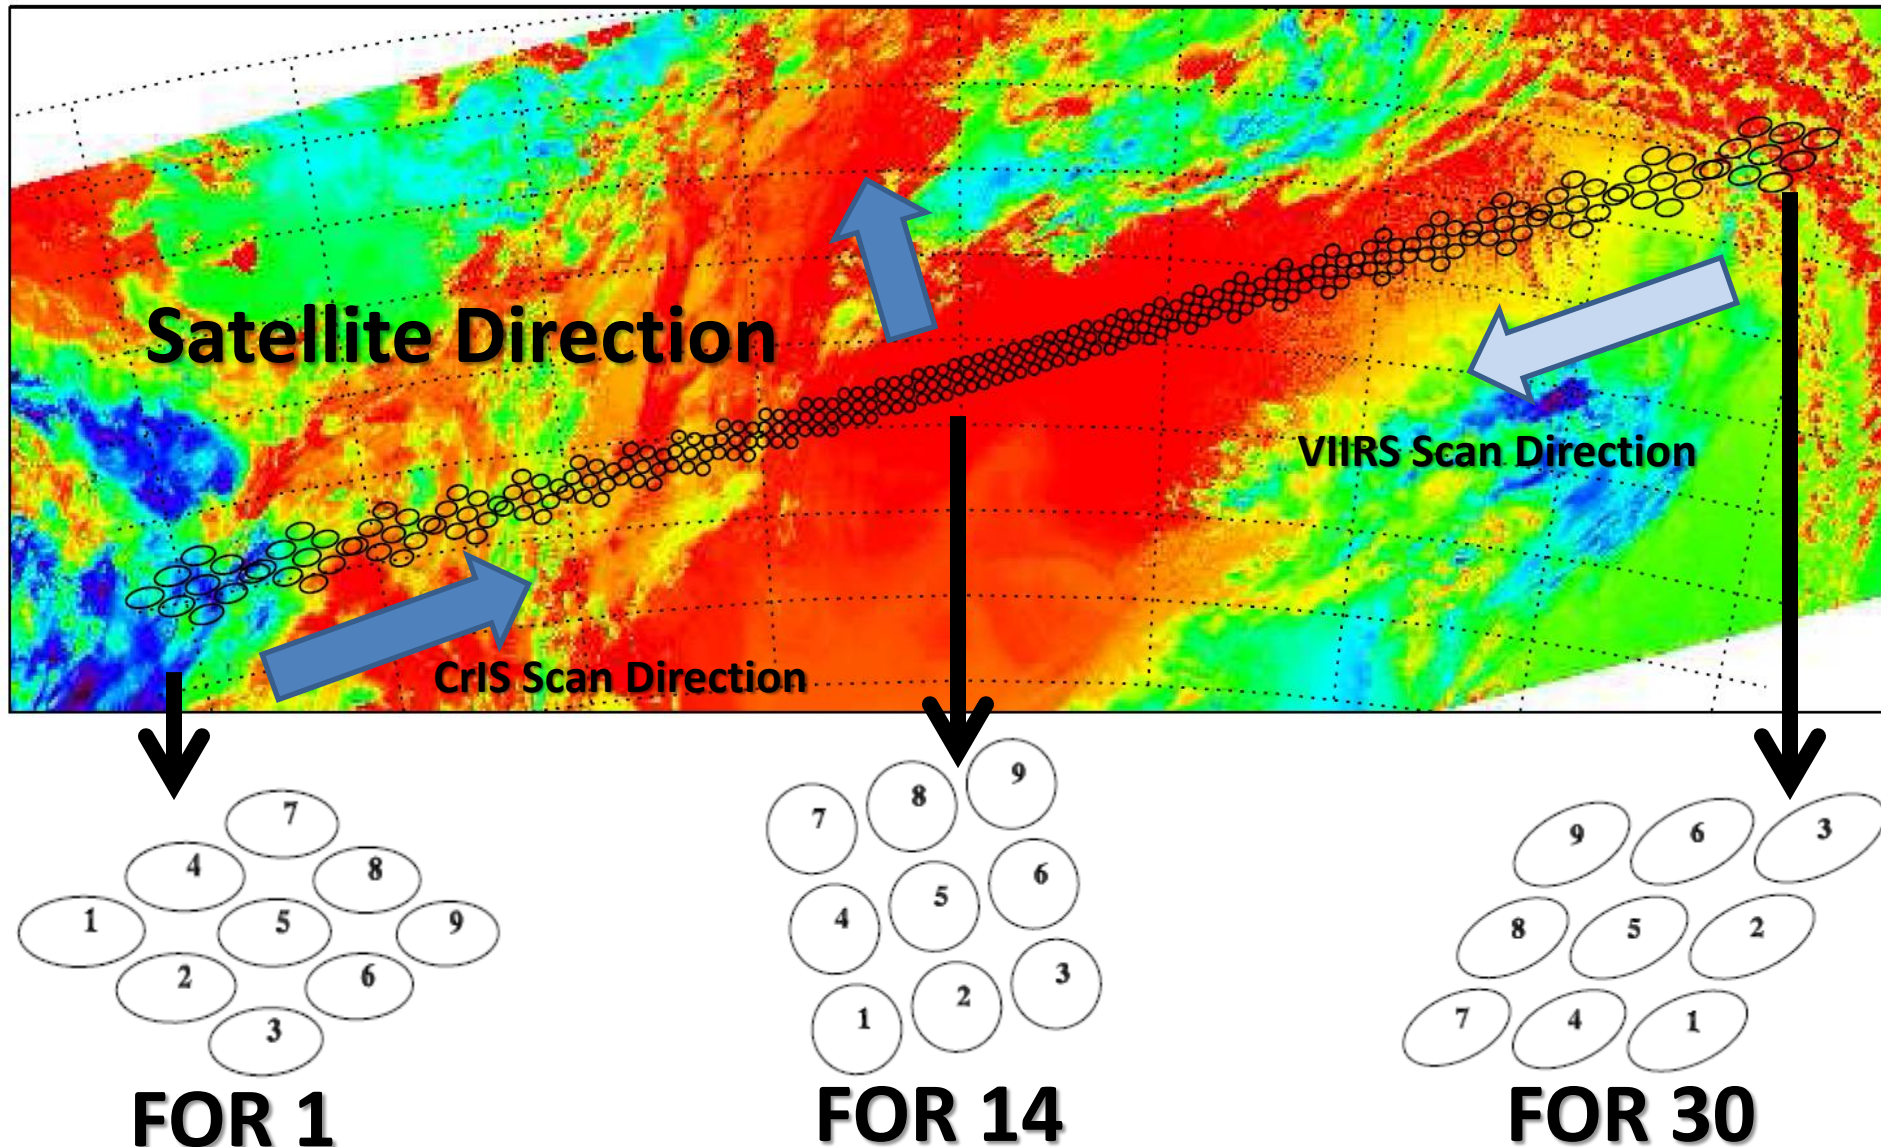 Satellite Direction
VIIRS Scan Direction
CrIS Scan Direction
7
4 8
1 5 9
2 6
3
FOR 1
7 8 9
4 5 6
1 2 3
FOR 14
9 6 3
8 5 2
7 4 1
FOR 30